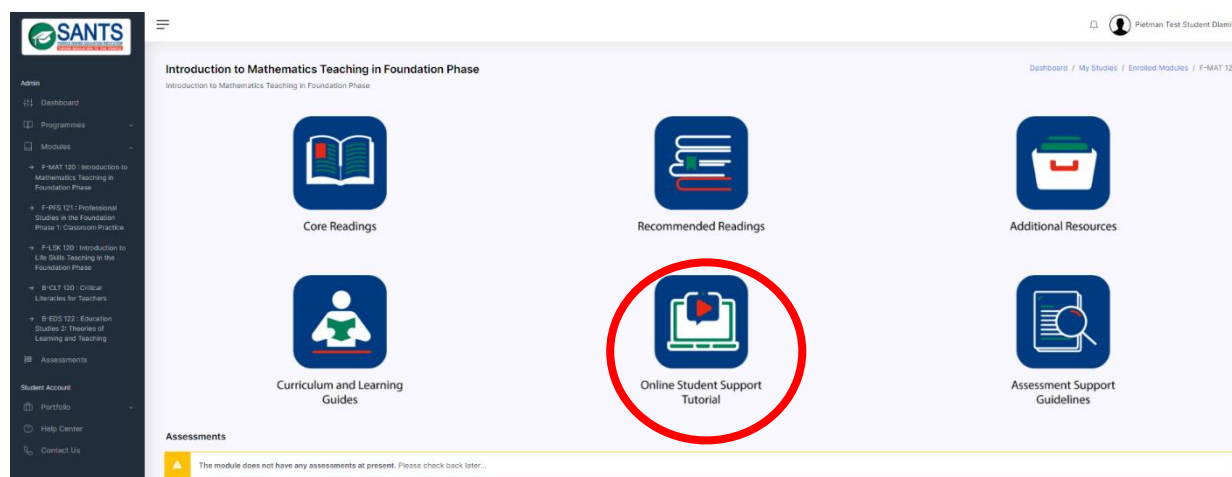 SANTS
Pietman Test Student Dlami
Introduction to Mathematics Teaching in Foundation Phase
Introduction to Mathematics Teaching in Foundation Phase
Dashboard / My Studies / Enrolled Modules / F-MAT 12
Admin
Dashboard
Programmes
Modules
F-MAT 120 : Introduction to
Mathematics Teaching in
Foundation Phase
F-PFS 121 : Professional
Studies in the Foundation
Phase 1: Classroom Practice
F-LSK 120 : Introduction to
Life Skills Teaching in the
Foundation Phase
B-CLT 120 : Critical
Literacies for Teachers
B-EDS 122 : Education
Studies 2: Theories of
Learning and Teaching
Assessments
Student Account
Portfolio
Help Center
Contact Us
Core Readings
Recommended Readings
Additional Resources
Curriculum and Learning
Guides
Online Student Support
Tutorial
Assessment Support
Guidelines
Assessments
The module does not have any assessments at present. Please check back later...